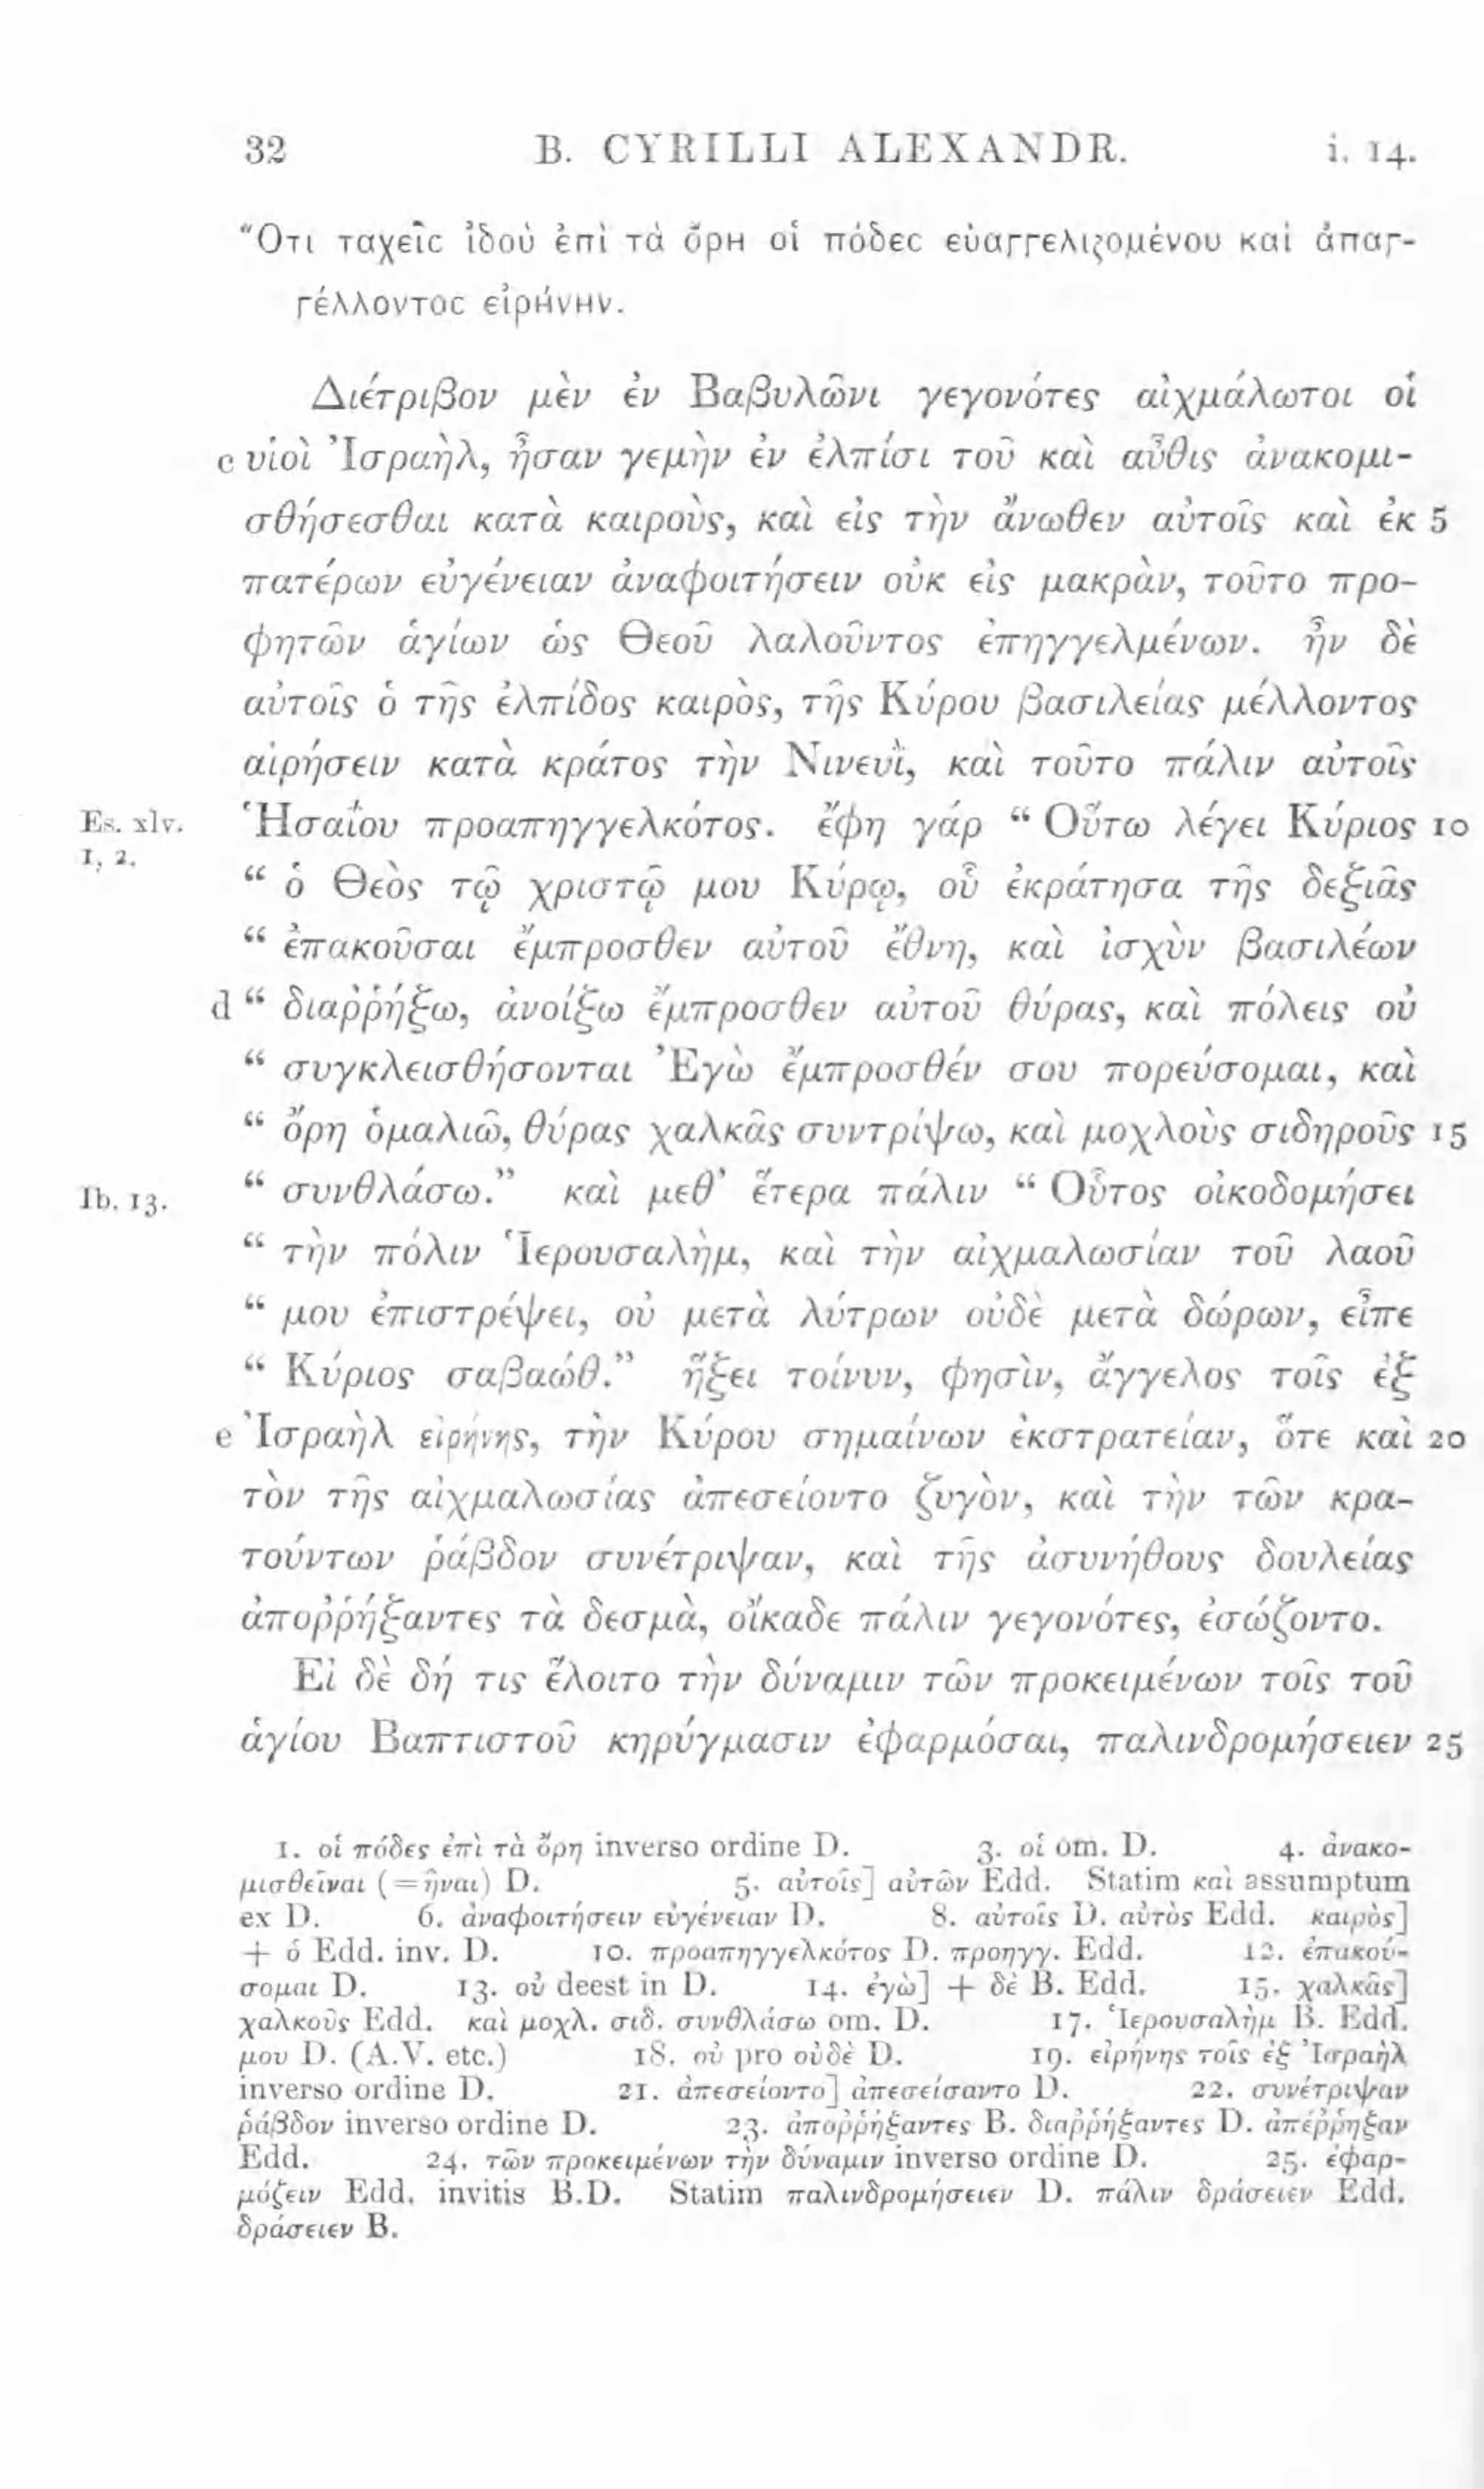 32 B. CYRILLI ALEXANDR. i. 14.
Ὅτι ταχεῖς ἰδοὺ ἐπὶ τὰ ὄρη οἱ πόδες εὐαγγελιζομένου καὶ ἀπαγ-
γέλλοντος εἰρήνην.
Διέτριβον μὲν ἐν Βαβυλῶνι γεγονότες αἰχμάλωτοι οἱ
c υἱοὶ Ἰσραὴλ, ἦσαν γεμὴν ἐν ἐλπίσι τοῦ καὶ αὖθις ἀνακομι-
σθήσεσθαι κατὰ καιροὺς, καὶ εἰς τὴν ἄνωθεν αὐτοῖς καὶ ἐκ 5
πατέρων εὐγένειαν ἀναφοιτήσειν οὐκ εἰς μακρὰν, τοῦτο προ-
φητῶν ἁγίων ὡς Θεοῦ λαλοῦντος ἐπηγγελμένων. ἦν δὲ
αὐτοῖς ὁ τῆς ἐλπίδος καιρὸς, τῆς Κύρου βασιλείας μέλλοντος
αἱρήσειν κατὰ κράτος τὴν Νινευῒ, καὶ τοῦτο πάλιν αὐτοῖς
Es. xlv. Ἡσαΐου προαπηγγελκότος. ἔφη γάρ “ Οὕτω λέγει Κύριος 10
1, 2. “ ὁ Θεὸς τῷ χριστῷ μου Κύρῳ, οὗ ἐκράτησα τῆς δεξιᾶς
“ ἐπακοῦσαι ἔμπροσθεν αὐτοῦ ἔθνη, καὶ ἰσχὺν βασιλέων
d “ διαῤῥήξω, ἀνοίξω ἔμπροσθεν αὐτοῦ θύρας, καὶ πόλεις οὐ
“ συγκλεισθήσονται Ἐγὼ ἔμπροσθέν σου πορεύσομαι, καὶ
“ ὄρη ὁμαλιῶ, θύρας χαλκᾶς συντρίψω, καὶ μοχλοὺς σιδηροῦς 15
Ib. 13. “ συνθλάσω.” καὶ μεθ’ ἕτερα πάλιν “ Οὗτος οἰκοδομήσει
“ τὴν πόλιν Ἱερουσαλὴμ, καὶ τὴν αἰχμαλωσίαν τοῦ λαοῦ
“ μου ἐπιστρέψει, οὐ μετὰ λύτρων οὐδὲ μετὰ δώρων, εἶπε
“ Κύριος σαβαώθ.” ἥξει τοίνυν, φησὶν, ἄγγελος τοῖς ἐξ
e Ἰσραὴλ εἰρήνης, τὴν Κύρου σημαίνων ἐκστρατείαν, ὅτε καὶ 20
τὸν τῆς αἰχμαλωσίας ἀπεσείοντο ζυγὸν, καὶ τὴν τῶν κρα-
τούντων ῥάβδον συνέτριψαν, καὶ τῆς ἀσυνήθους δουλείας
ἀποῤῥήξαντες τὰ δεσμὰ, οἴκαδε πάλιν γεγονότες, ἐσώζοντο.
Εἰ δὲ δή τις ἕλοιτο τὴν δύναμιν τῶν προκειμένων τοῖς τοῦ
ἁγίου Βαπτιστοῦ κηρύγμασιν ἐφαρμόσαι, παλινδρομήσειεν 25
1. οἱ πόδες ἐπὶ τὰ ὄρη inverso ordine D. 3. οἱ om. D. 4. ἀνακο-
μισθεῖναι (=ῆναι) D. 5. αὐτοῖς] αὐτῶν Edd. Statim καὶ assumptum
ex D. 6. ἀναφοιτήσειν εὐγένειαν D. 8. αὐτοῖς D. αὐτὸς Edd. καιρὸς]
+ ὁ Edd. inv. D. 10. προαπηγγελκότος D. προηγγ. Edd. 12. ἐπακού-
σομαι D. 13. οὐ deest in D. 14. ἐγὼ] + δὲ B. Edd. 15. χαλκᾶς]
χαλκοῦς Edd. καὶ μοχλ. σιδ. συνθλάσω om. D. 17. Ἱερουσαλὴμ B. Edd.
μου D. (A.V. etc.) 18. οὐ pro οὐδὲ D. 19. εἰρήνης τοῖς ἐξ Ἰσραὴλ
inverso ordine D. 21. ἀπεσείοντο] ἀπεσείσαντο D. 22. συνέτριψαν
ῥάβδον inverso ordine D. 23. ἀποῤῥήξαντες B. διαῤῥήξαντες D. ἀπέῤῥηξαν
Edd. 24. τῶν προκειμένων τὴν δύναμιν inverso ordine D. 25. ἐφαρ-
μόζειν Edd. invitis B.D. Statim παλινδρομήσειεν D. πάλιν δράσειεν Edd.
δράσειεν B.